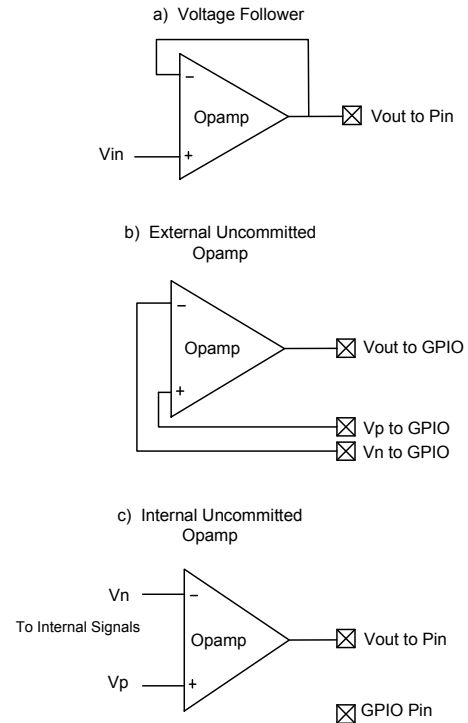 a) Voltage Follower
−
Opamp
Vout to Pin
Vin
+
b) External Uncommitted
Opamp
−
Opamp
Vout to GPIO
+
Vp to GPIO
Vn to GPIO
c) Internal Uncommitted
Opamp
Vn
−
To Internal Signals
Opamp
Vout to Pin
Vp
+
GPIO Pin